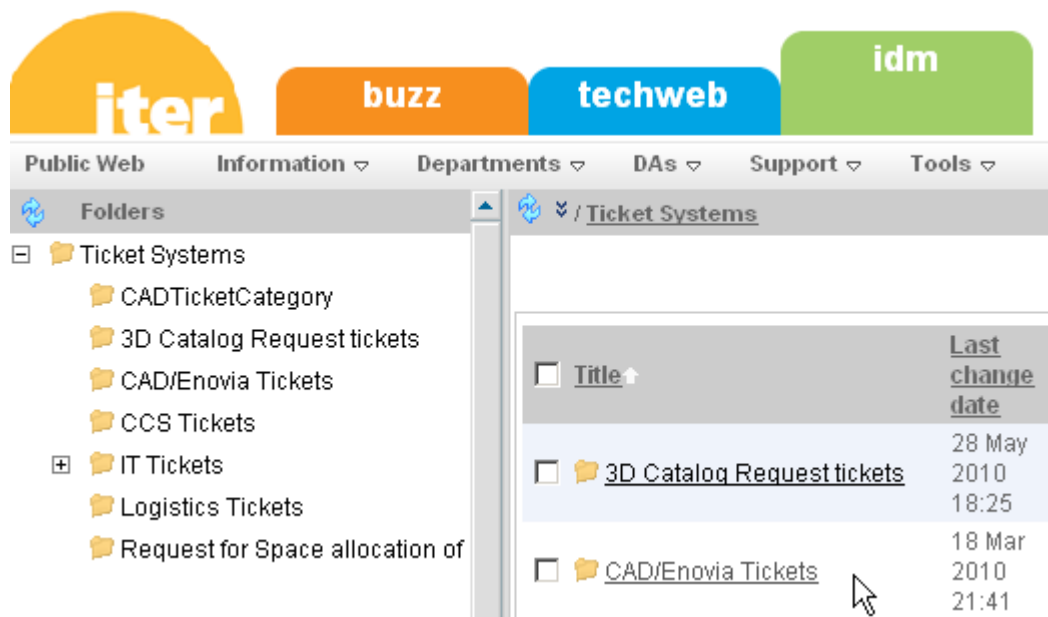 iter
buzz
techweb
idm
Public Web Information Departments DAs Support Tools
Folders
Ticket Systems
CADTicketCategory
3D Catalog Request tickets
CAD/Enovia Tickets
CCS Tickets
IT Tickets
Logistics Tickets
Request for Space allocation of
/ Ticket Systems
Title
Last
change
date
3D Catalog Request tickets
28 May
2010
18:25
CAD/Enovia Tickets
18 Mar
2010
21:41